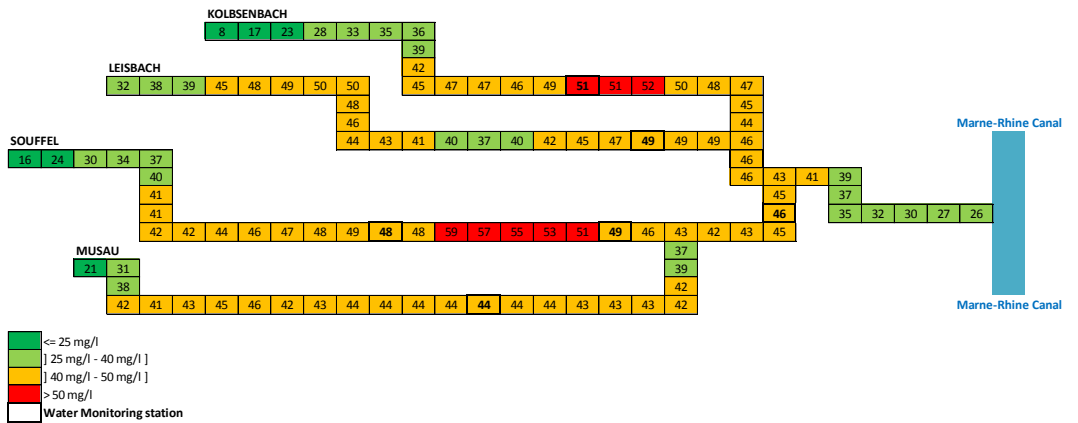 KOLBSENBACH
8 17 23 28 33 35 36
39
LEISBACH
42
32 38 39 45 48 49 50 50 45 47 47 46 49 51 51 52 50 48 47
48 45
46 44
Marne-Rhine Canal
SOUFFEL
44 43 41 40 37 40 42 45 47 49 49 49 46
16 24 30 34 37 46
40 46 43 41 39
41 45 37
41 46 35 32 30 27 26
42 42 44 46 47 48 49 48 48 59 57 55 53 51 49 46 43 42 43 45
MUSAU
37
21 31 39
38 42
42 41 43 45 46 42 43 44 44 44 44 44 44 44 43 43 43 42
Marne-Rhine Canal
<= 25 mg/l
] 25 mg/l - 40 mg/l ]
] 40 mg/l - 50 mg/l ]
> 50 mg/l
Water Monitoring station